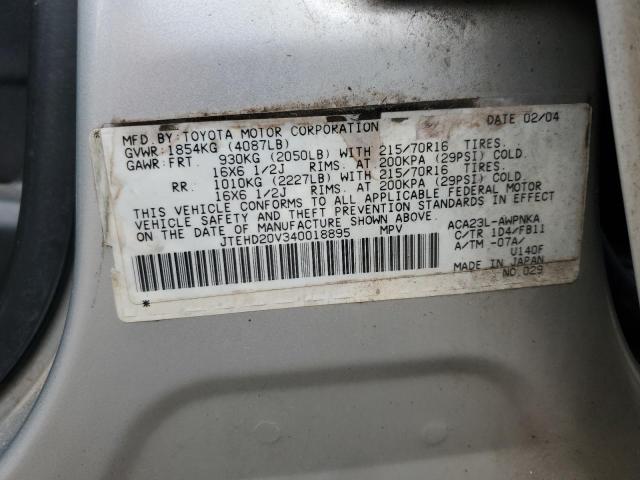 MFD BY:TOYOTA MOTOR CORPORATION DATE 02/04
GVWR:1854KG (4087LB)
GAWR:FRT. 930KG (2050LB) WITH 215/70R16 TIRES.
16X6 1/2J RIMS. AT 200KPA (29PSI) COLD.
RR. 1010KG (2227LB) WITH 215/70R16 TIRES.
16X6 1/2J RIMS. AT 200KPA (29PSI) COLD.
THIS VEHICLE CONFORMS TO ALL APPLICABLE FEDERAL MOTOR
VEHICLE SAFETY AND THEFT PREVENTION STANDARDS IN EFFECT
ON THE DATE OF MANUFACTURE SHOWN ABOVE.
JTEHD20V340018895 MPV
ACA23L-AWPNKA
C/TR 1D4/FB11
A/TM -07A/
U140F
MADE IN JAPAN
NO.029
* *